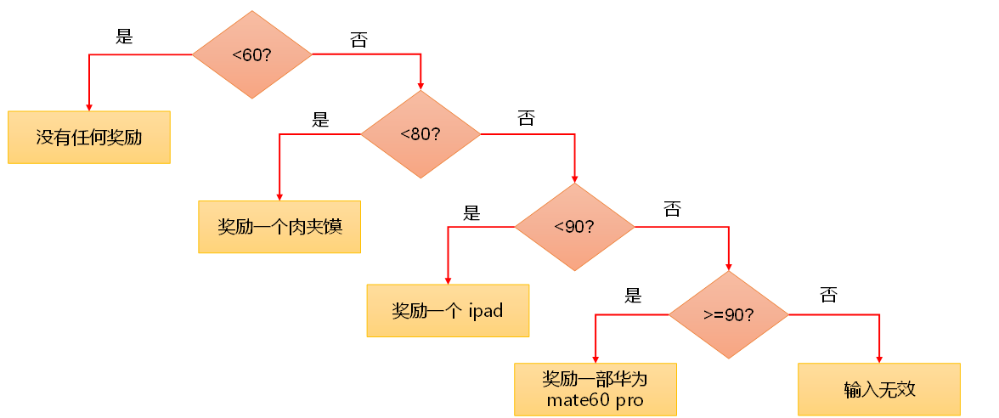 是
<60?
否
没有任何奖励
是
<80?
否
奖励一个肉夹馍
是
<90?
否
奖励一个 ipad
是
>=90?
否
奖励一部华为
mate60 pro
输入无效